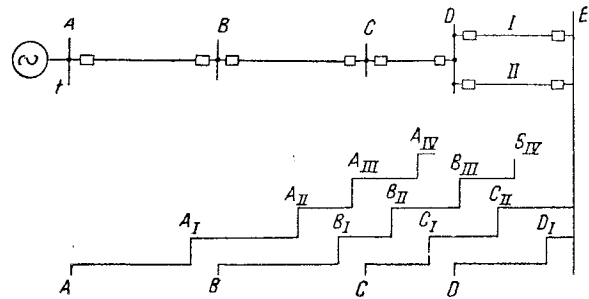 A B C D E
I
II
t
A_IV S_IV
A_III B_III
A_II B_II C_II
A_I B_I C_I D_I
A B C D